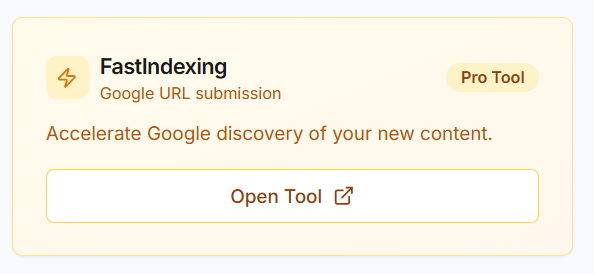 FastIndexing
Google URL submission
Pro Tool
Accelerate Google discovery of your new content.
Open Tool